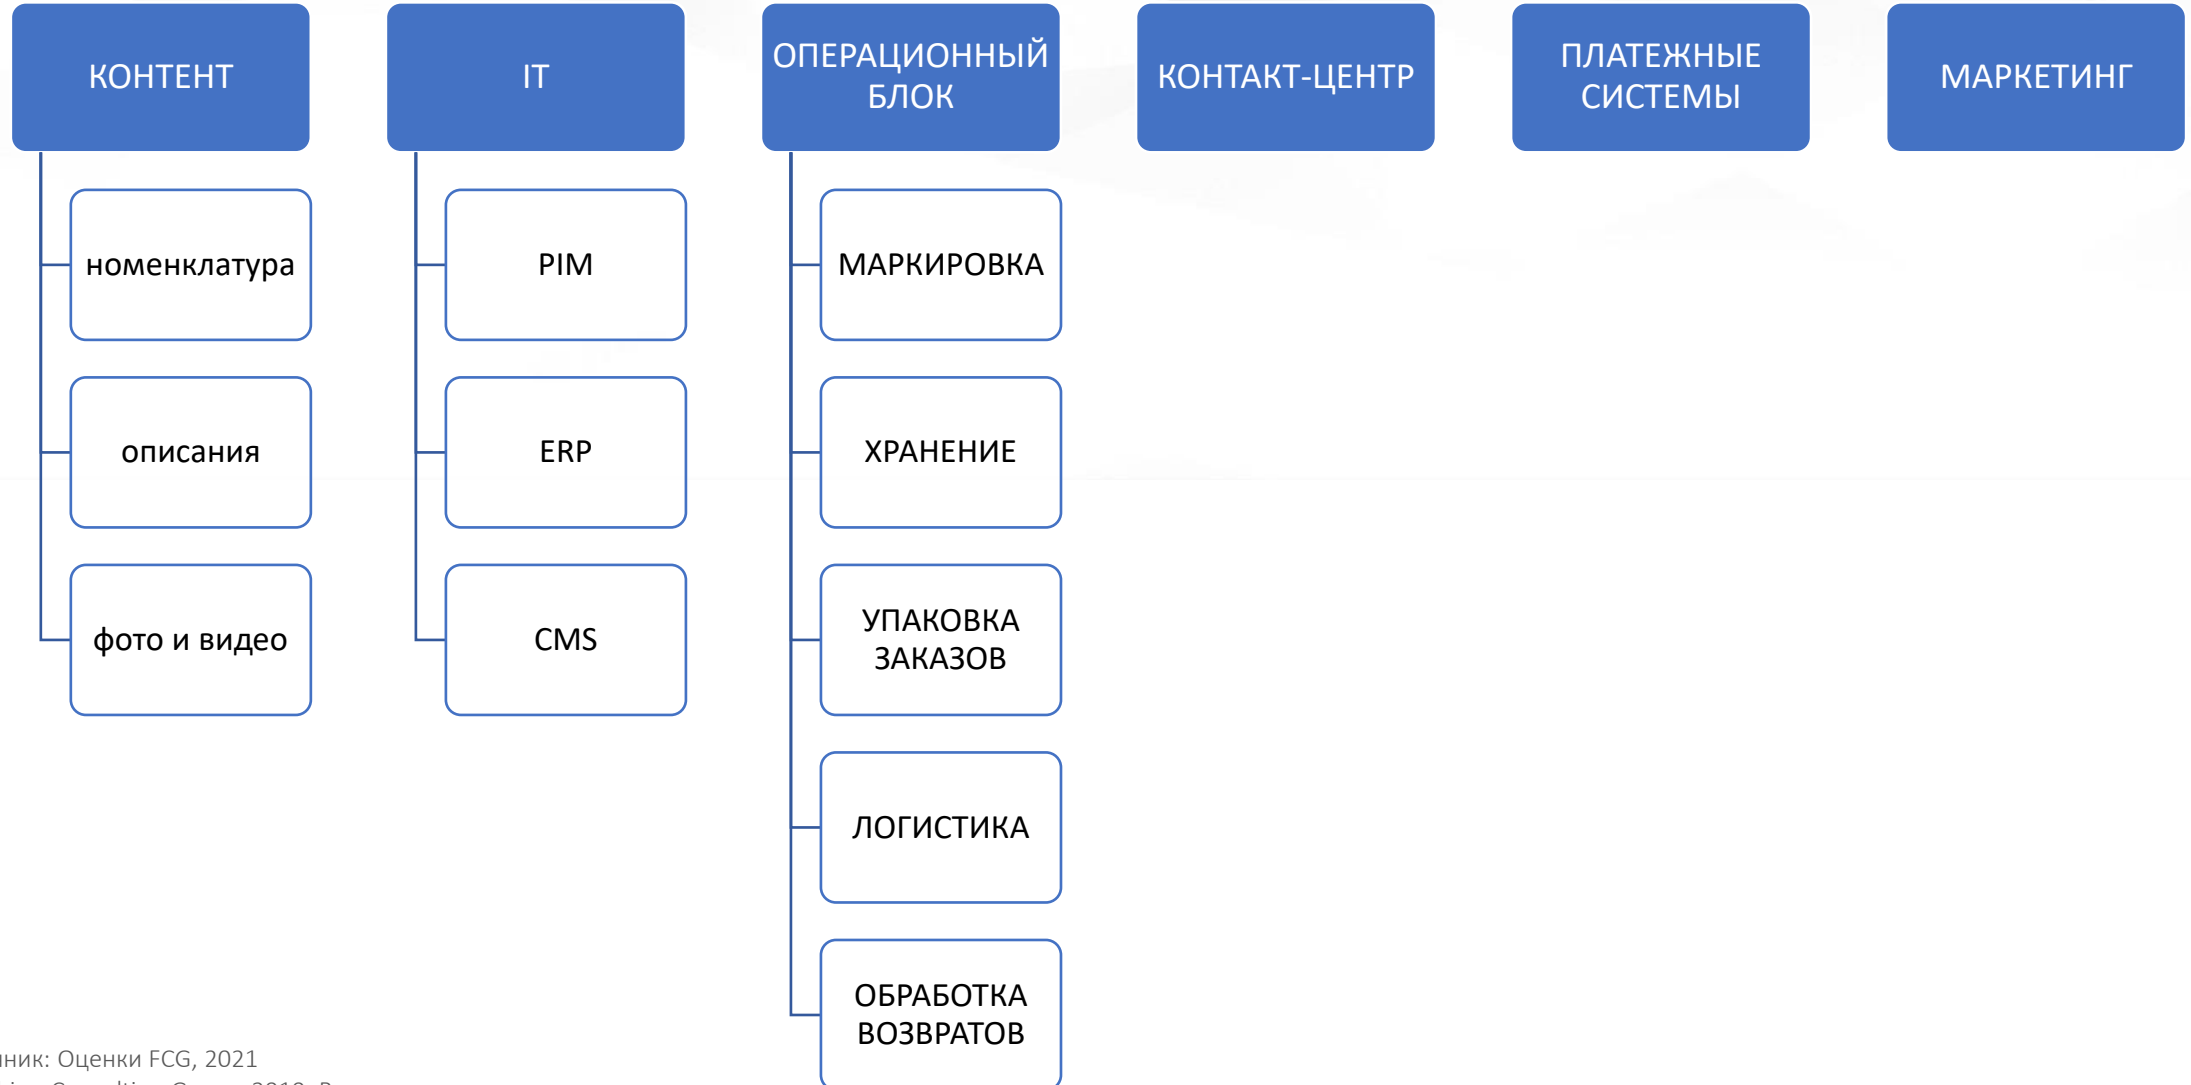 КОНТЕНТ
номенклатура
описания
фото и видео
IT
PIM
ERP
CMS
ОПЕРАЦИОННЫЙ
БЛОК
МАРКИРОВКА
ХРАНЕНИЕ
УПАКОВКА
ЗАКАЗОВ
ЛОГИСТИКА
ОБРАБОТКА
ВОЗВРАТОВ
КОНТАКТ-ЦЕНТР
ПЛАТЕЖНЫЕ
СИСТЕМЫ
МАРКЕТИНГ
Оценки FCG, 2021